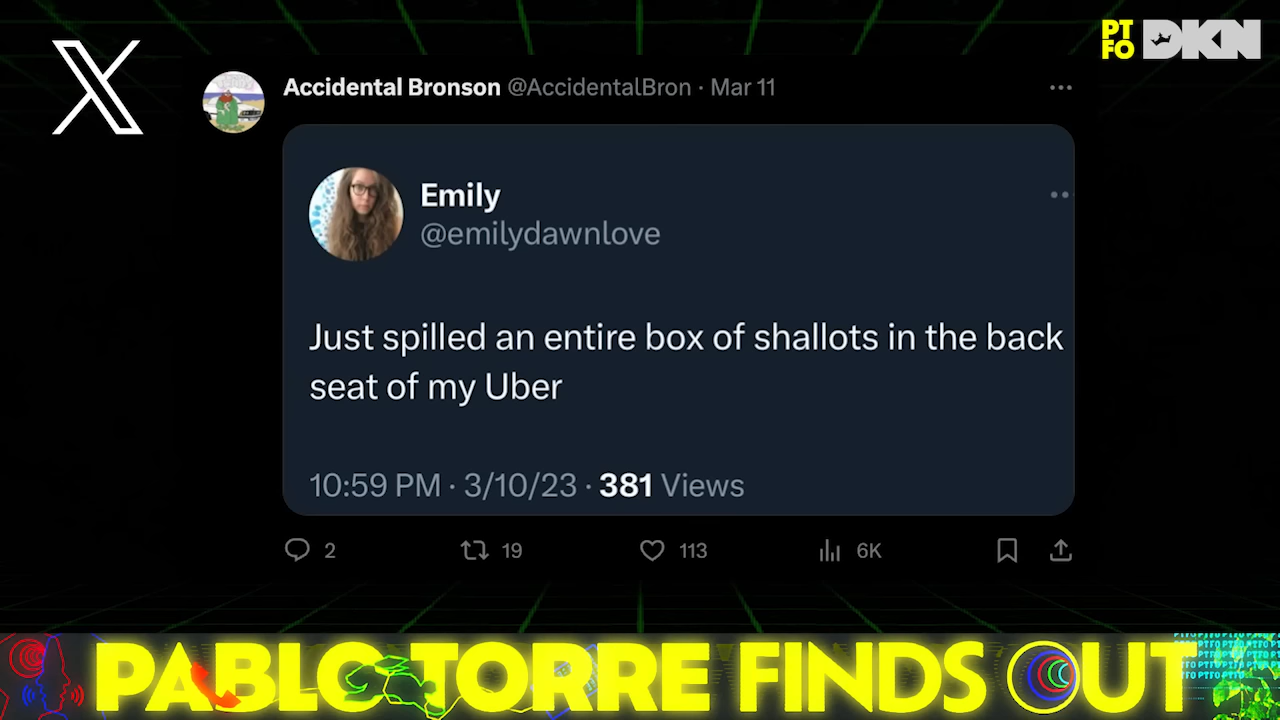 PT
FO DKN
Accidental Bronson @AccidentalBron · Mar 11
Emily
@emilydawnlove
Just spilled an entire box of shallots in the back
seat of my Uber
10:59 PM · 3/10/23 · 381 Views
2 19 113 6K
PABLO TORRE FINDS OUT